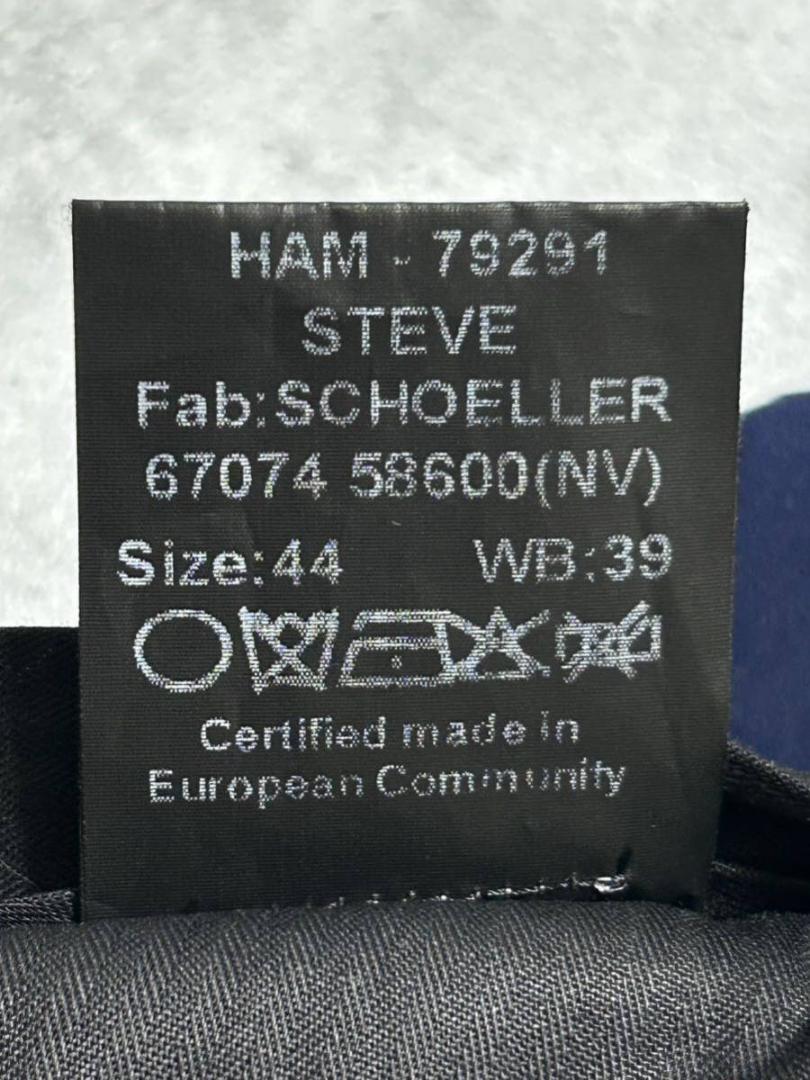 HAM - 79291
STEVE
Fab:SCHOELLER
67074 58600(NV)
Size:44 WB:39
Certified made in
European Community